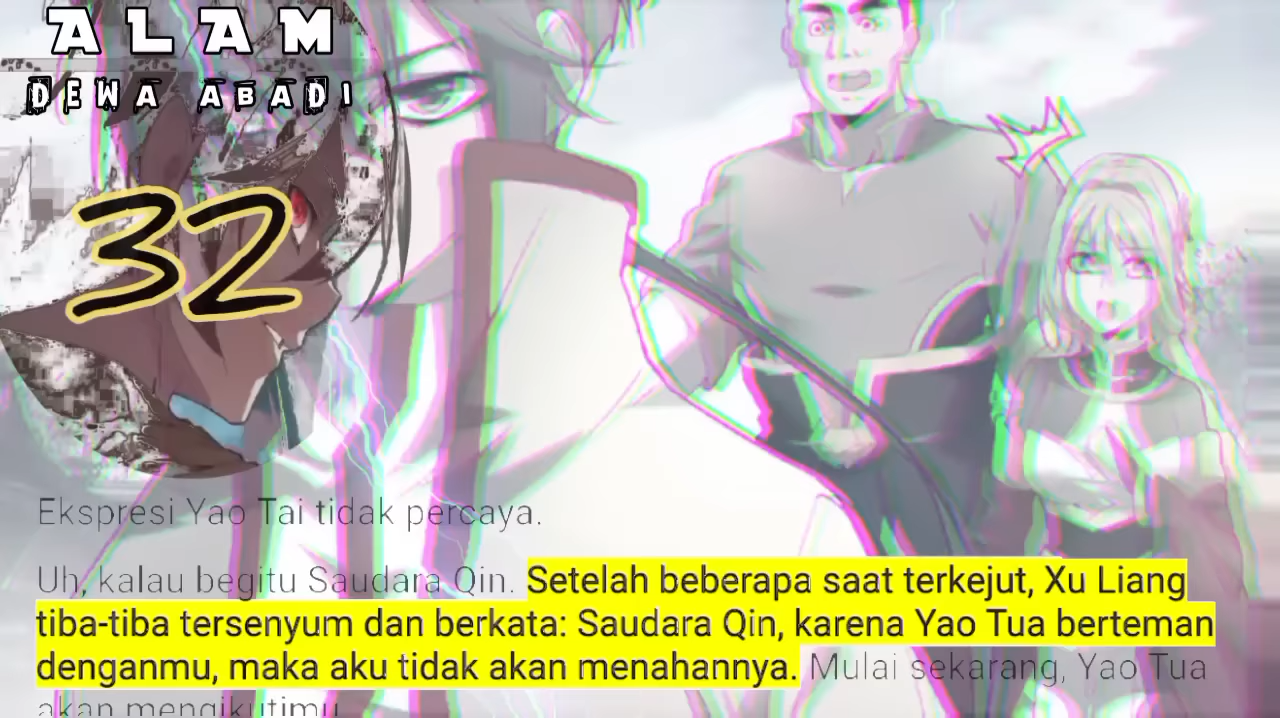 ALAM
DEWA ABADI
32
Ekspresi Yao Tai tidak percaya.
Uh, kalau begitu Saudara Qin. Setelah beberapa saat terkejut, Xu Liang
tiba-tiba tersenyum dan berkata: Saudara Qin, karena Yao Tua berteman
denganmu, maka aku tidak akan menahannya. Mulai sekarang, Yao Tua
akan mengikutimu